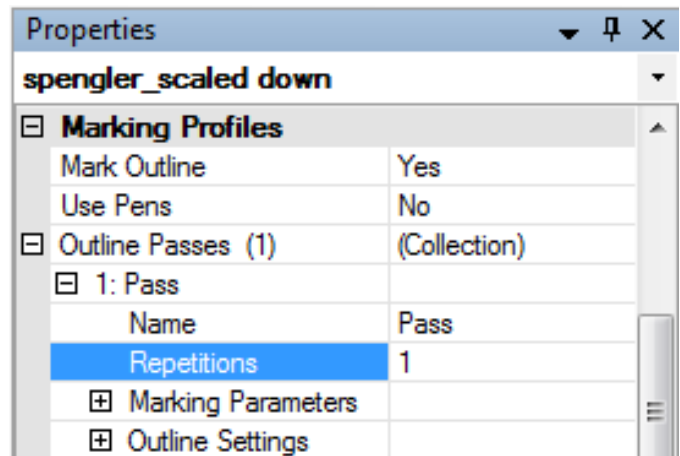 Properties
spengler_scaled down
Marking Profiles
Mark Outline Yes
Use Pens No
Outline Passes (1) (Collection)
1: Pass
Name Pass
Repetitions 1
Marking Parameters
Outline Settings